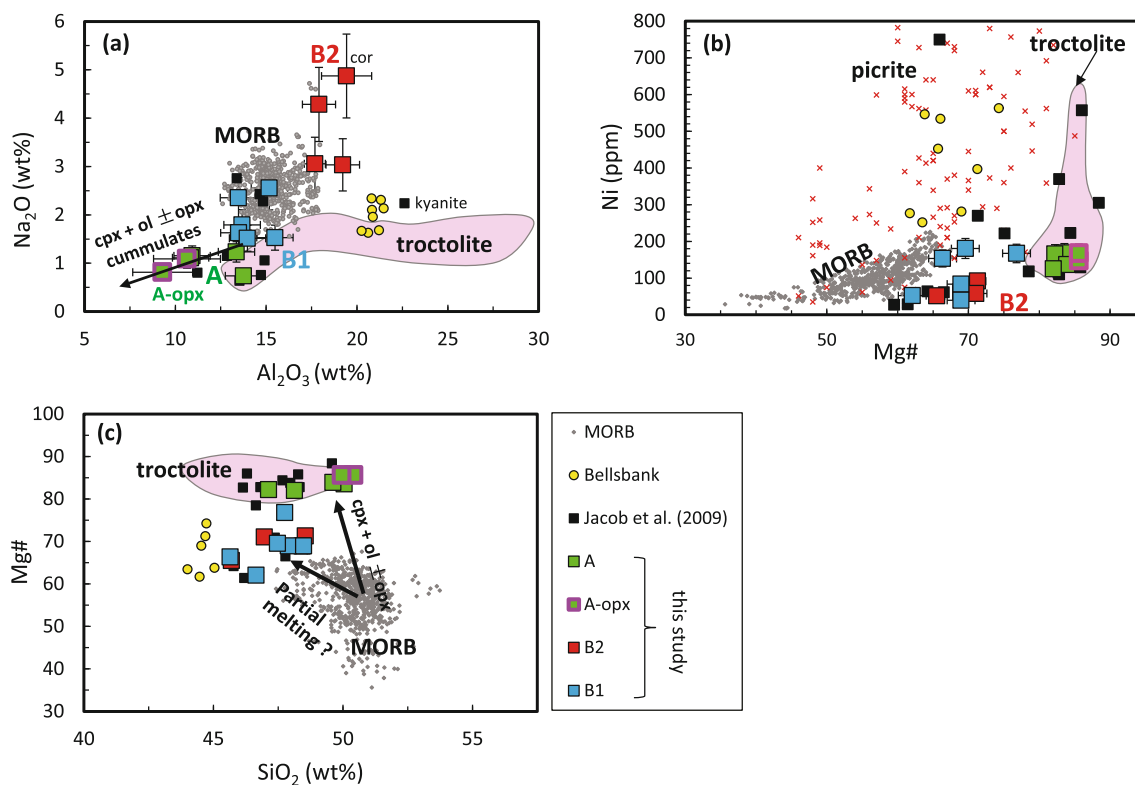 (a)
B2 cor
MORB
kyanite
cpx + ol ± opx
cummulates
troctolite
B1
A
A-opx
6
5
4
3
2
1
0
5
10
15
20
25
30
Na₂O (wt%)
Al₂O₃ (wt%)
(b)
troctolite
picrite
MORB
B2
800
700
600
500
400
300
200
100
0
30
50
70
90
Ni (ppm)
Mg#
(c)
troctolite
cpx + ol ± opx
Partial
melting ?
MORB
100
90
80
70
60
50
40
30
40
45
50
55
Mg#
SiO₂ (wt%)
MORB
Bellsbank
Jacob et al. (2009)
A
A-opx
B2
B1
this study